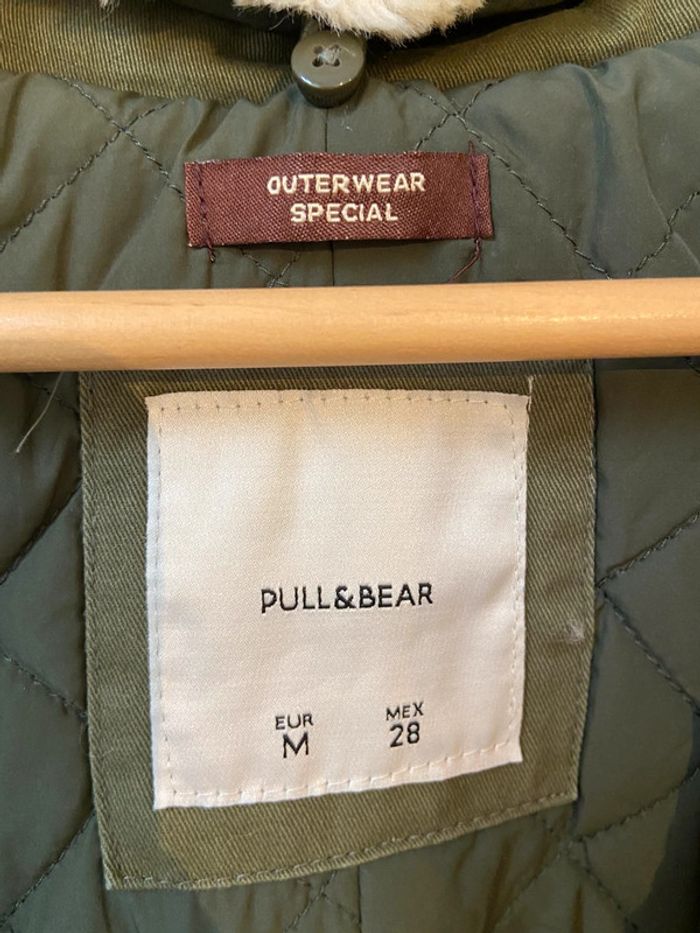 OUTERWEAR
SPECIAL
PULL&BEAR
EUR MEX
M 28